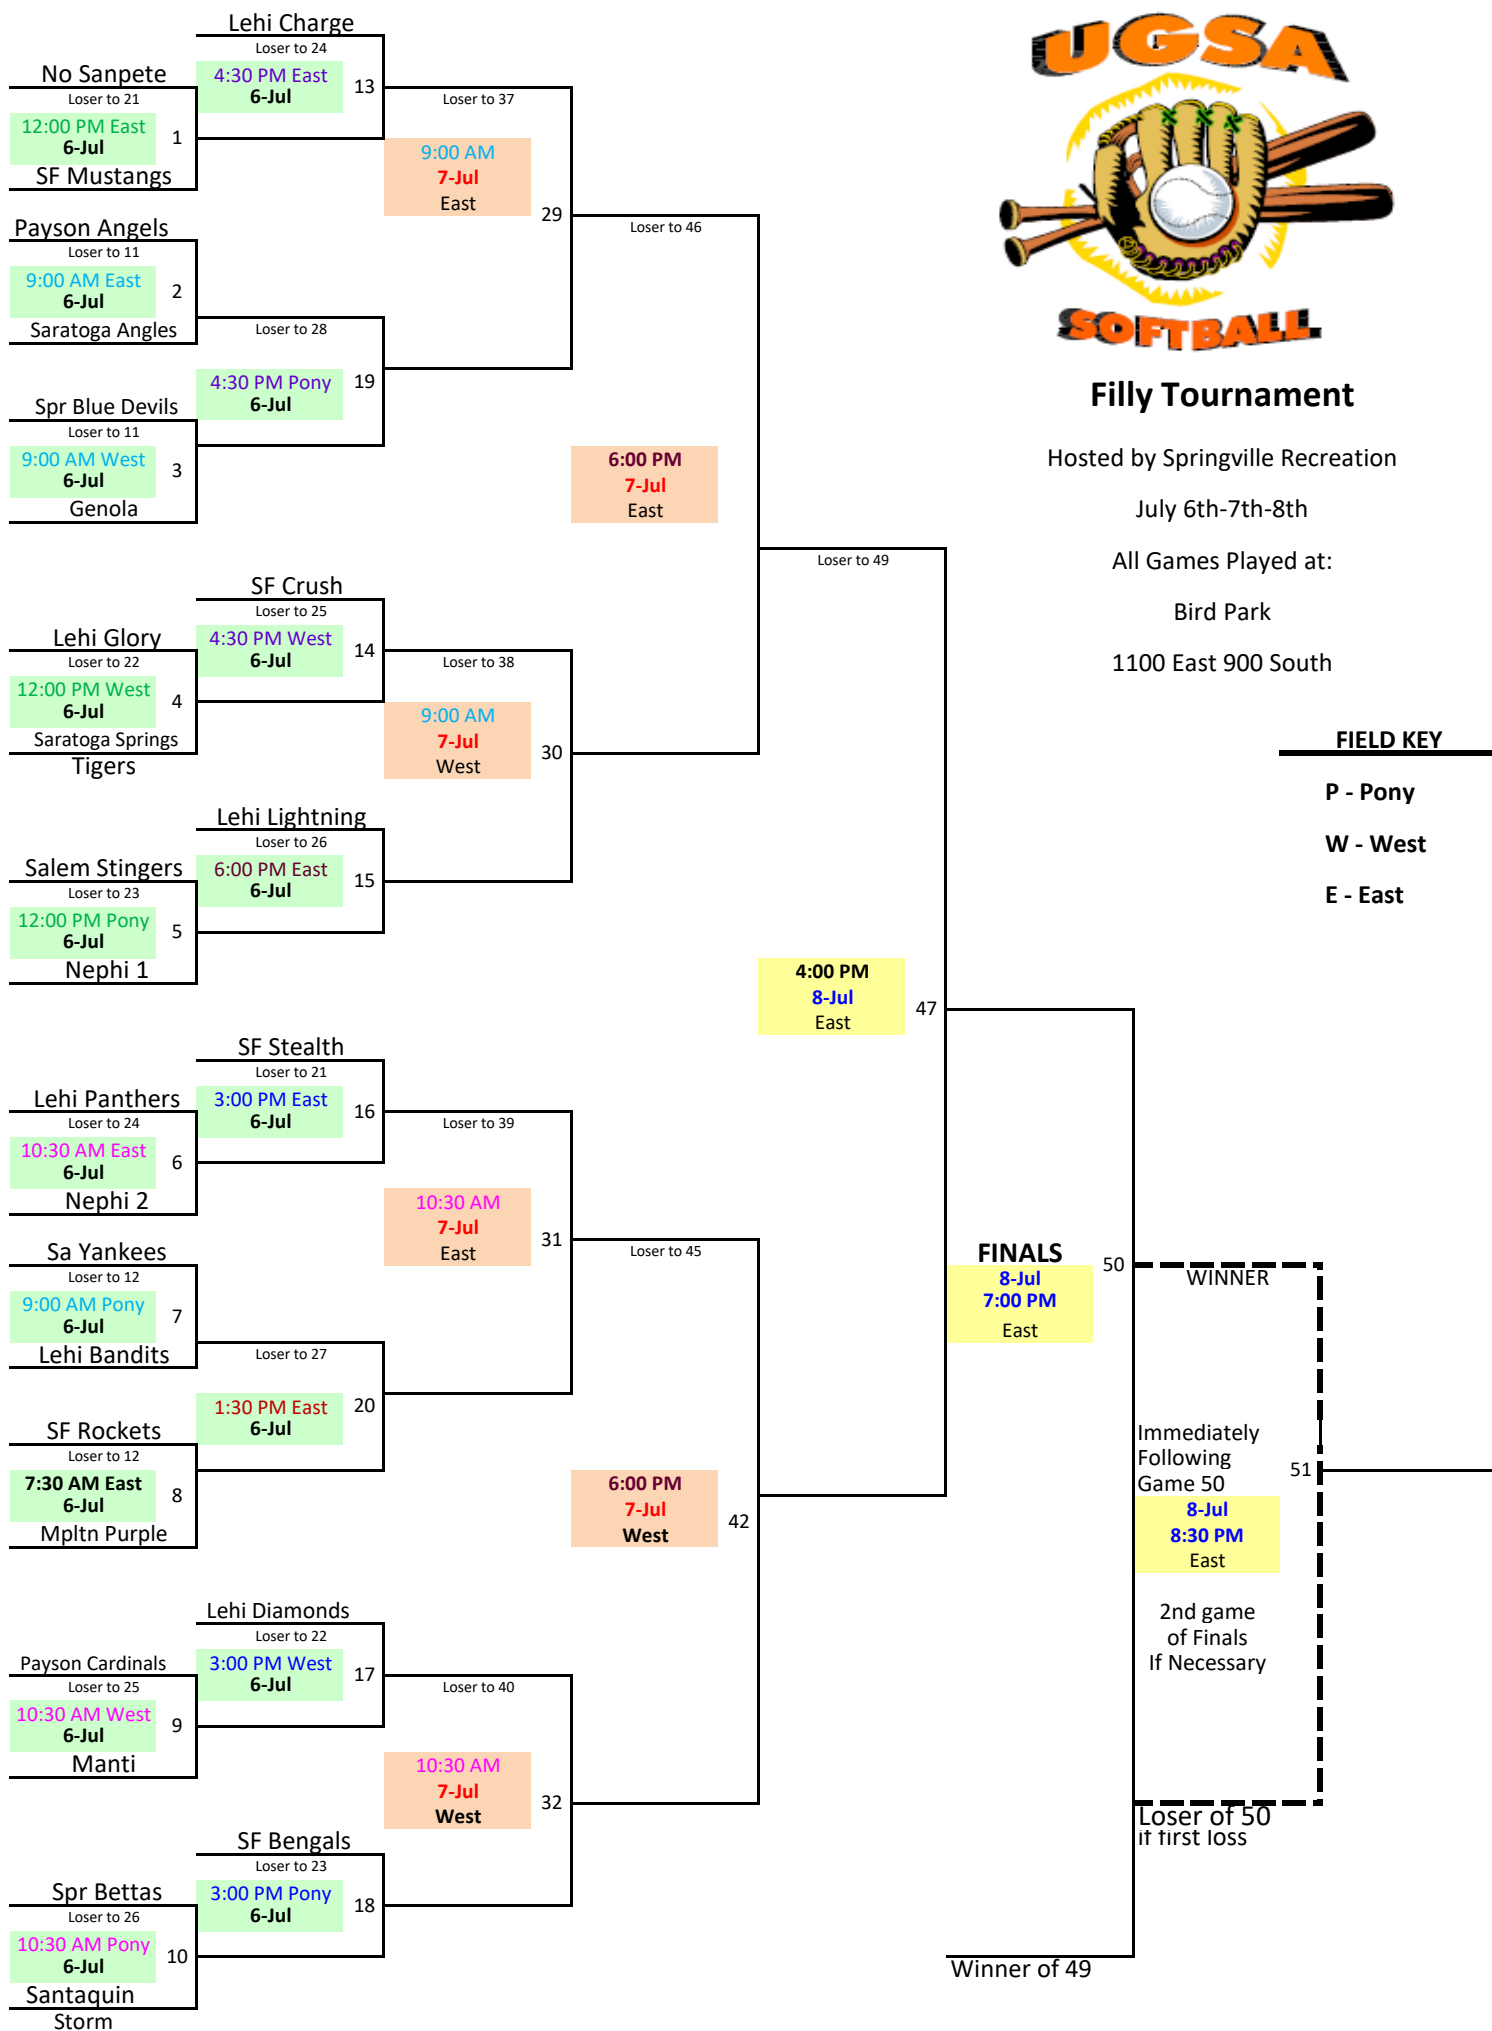 Lehi Charge
Loser to 24
4:30 PM East
6-Jul
13
No Sanpete
Loser to 21
12:00 PM East
6-Jul
1
SF Mustangs
Loser to 37
9:00 AM
7-Jul
East
29
Payson Angels
Loser to 11
9:00 AM East
6-Jul
2
Saratoga Angles
Loser to 28
4:30 PM Pony
6-Jul
19
Spr Blue Devils
Loser to 11
9:00 AM West
6-Jul
3
Genola
Loser to 46
6:00 PM
7-Jul
East
SF Crush
Loser to 25
4:30 PM West
6-Jul
14
Lehi Glory
Loser to 22
12:00 PM West
6-Jul
4
Saratoga Springs
Tigers
Loser to 38
9:00 AM
7-Jul
West
30
Lehi Lightning
Loser to 26
6:00 PM East
6-Jul
15
Salem Stingers
Loser to 23
12:00 PM Pony
6-Jul
5
Nephi 1
Loser to 49
4:00 PM
8-Jul
East
47
SF Stealth
Loser to 21
3:00 PM East
6-Jul
16
Lehi Panthers
Loser to 24
10:30 AM East
6-Jul
6
Nephi 2
Loser to 39
10:30 AM
7-Jul
East
31
Sa Yankees
Loser to 12
9:00 AM Pony
6-Jul
7
Lehi Bandits
Loser to 27
1:30 PM East
6-Jul
20
SF Rockets
Loser to 12
7:30 AM East
6-Jul
8
Mpltn Purple
Loser to 45
6:00 PM
7-Jul
West
42
Lehi Diamonds
Loser to 22
3:00 PM West
6-Jul
17
Payson Cardinals
Loser to 25
10:30 AM West
6-Jul
9
Manti
Loser to 40
10:30 AM
7-Jul
West
32
SF Bengals
Loser to 23
3:00 PM Pony
6-Jul
18
Spr Bettas
Loser to 26
10:30 AM Pony
6-Jul
10
Santaquin
Storm
UGSA
SOFTBALL
Filly Tournament
Hosted by Springville Recreation
July 6th-7th-8th
All Games Played at:
Bird Park
1100 East 900 South
FIELD KEY
P - Pony
W - West
E - East
FINALS
8-Jul
7:00 PM
East
50
WINNER
Immediately
Following
Game 50
8-Jul
8:30 PM
East
51
2nd game
of Finals
If Necessary
Loser of 50
if first loss
Winner of 49